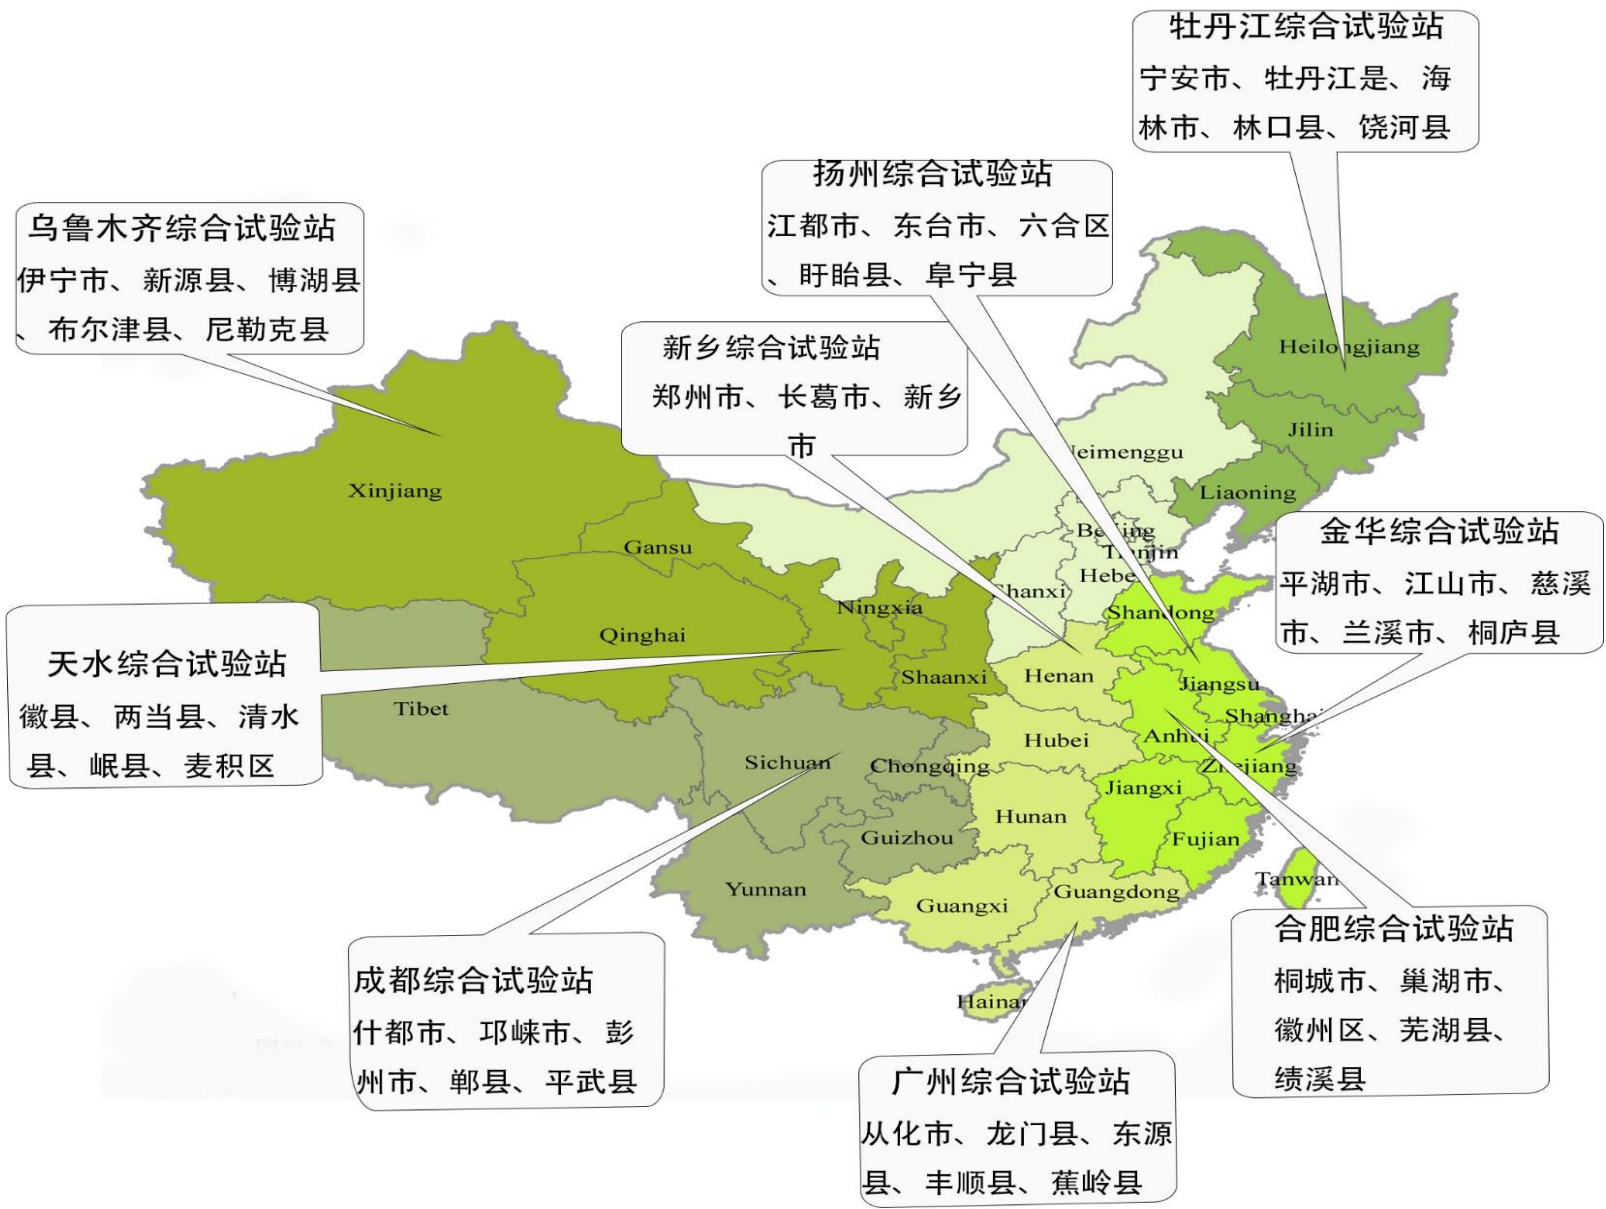 牡丹江综合试验站
宁安市、牡丹江是、海
林市、林口县、饶河县
扬州综合试验站
江都市、东台市、六合区
、盱眙县、阜宁县
乌鲁木齐综合试验站
伊宁市、新源县、博湖县
、布尔津县、尼勒克县
新乡综合试验站
郑州市、长葛市、新乡
市
金华综合试验站
平湖市、江山市、慈溪
市、兰溪市、桐庐县
天水综合试验站
徽县、两当县、清水
县、岷县、麦积区
成都综合试验站
什都市、邛崃市、彭
州市、郫县、平武县
广州综合试验站
从化市、龙门县、东源
县、丰顺县、蕉岭县
合肥综合试验站
桐城市、巢湖市、
徽州区、芜湖县、
绩溪县
Heilongjiang
Jilin
Liaoning
Neimenggu
Beijing
Tianjin
Hebei
Shanxi
Shandong
Xinjiang
Gansu
Ningxia
Qinghai
Shaanxi
Henan
Jiangsu
Shanghai
Tibet
Sichuan
Chongqing
Hubei
Anhui
Zhejiang
Jiangxi
Hunan
Guizhou
Fujian
Yunnan
Guangxi
Guangdong
Tanwan
Hainan